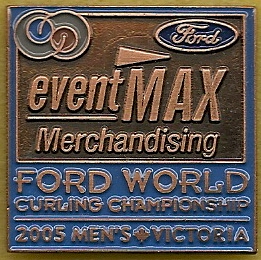 Ford
eventMAX
Merchandising
FORD WORLD
CURLING CHAMPIONSHIP
2005 MEN'S VICTORIA